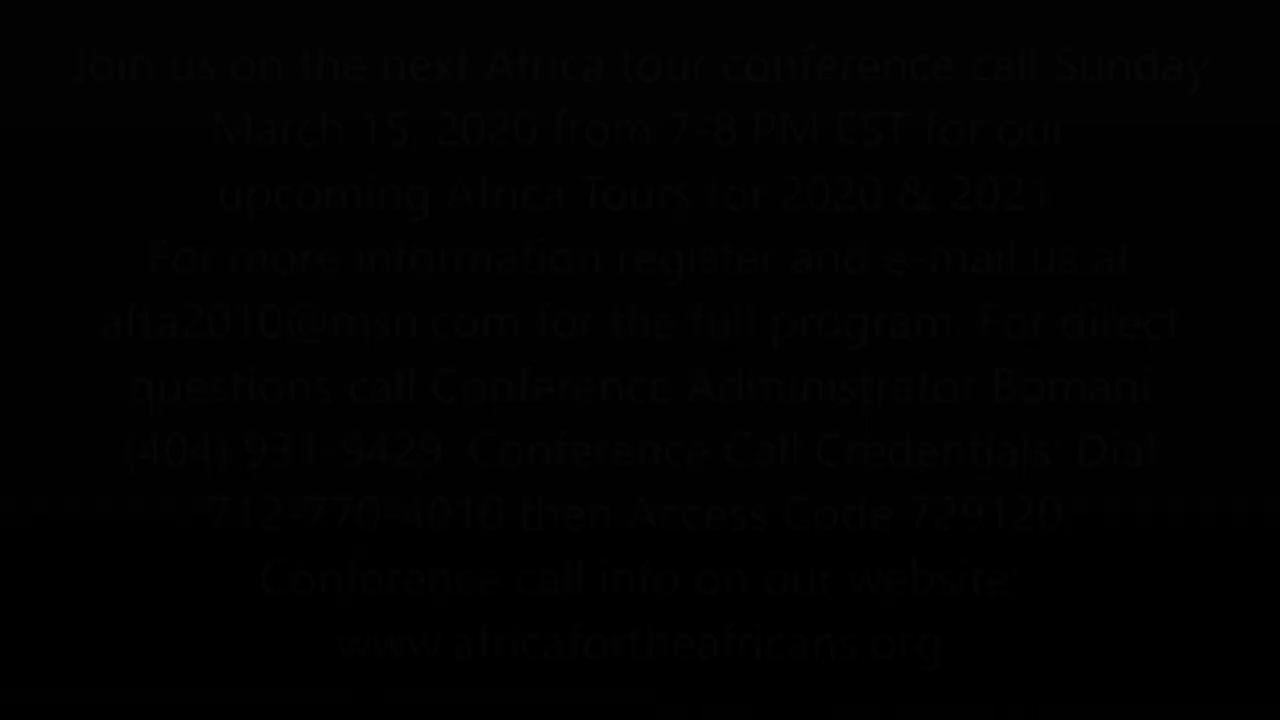 Join us on the next Africa tour conference call Sunday
March 15, 2020 from 7-8 PM EST for our
upcoming Africa Tours for 2020 & 2021
For more information register and e-mail us at
afta2010@msn.com for the full program. For direct
questions call Conference Administrator Bomani
(404) 931-9429. Conference Call Credentials: Dial
712-770-4010 then Access Code 729120.
Conference call info on our website:
www.africafortheafricans.org